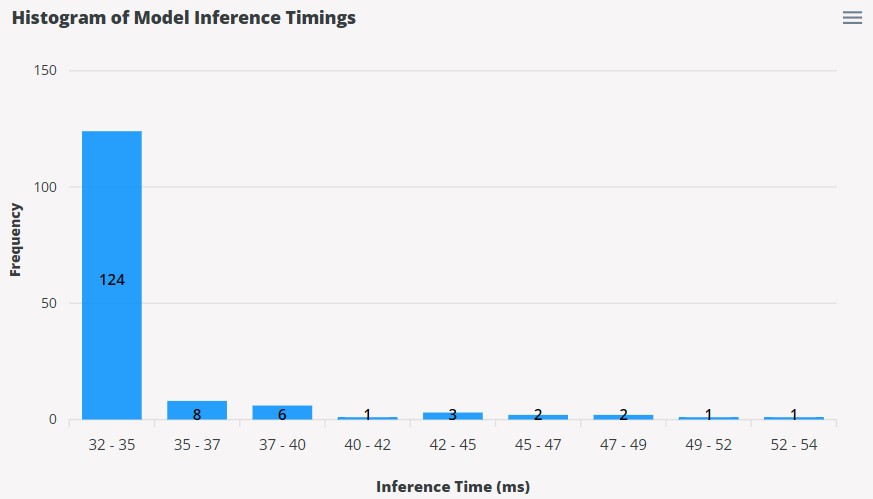 Histogram of Model Inference Timings
150
100
50
0
Frequency
124
8
6
1
3
2
2
1
1
32 - 35
35 - 37
37 - 40
40 - 42
42 - 45
45 - 47
47 - 49
49 - 52
52 - 54
Inference Time (ms)